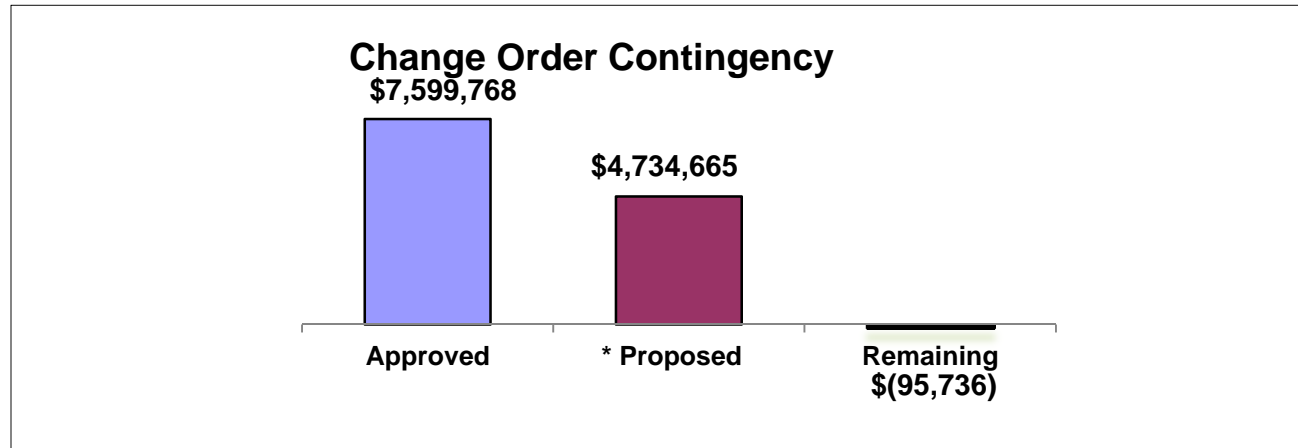 Change Order Contingency
$7,599,768
$4,734,665
Approved
* Proposed
Remaining
$(95,736)